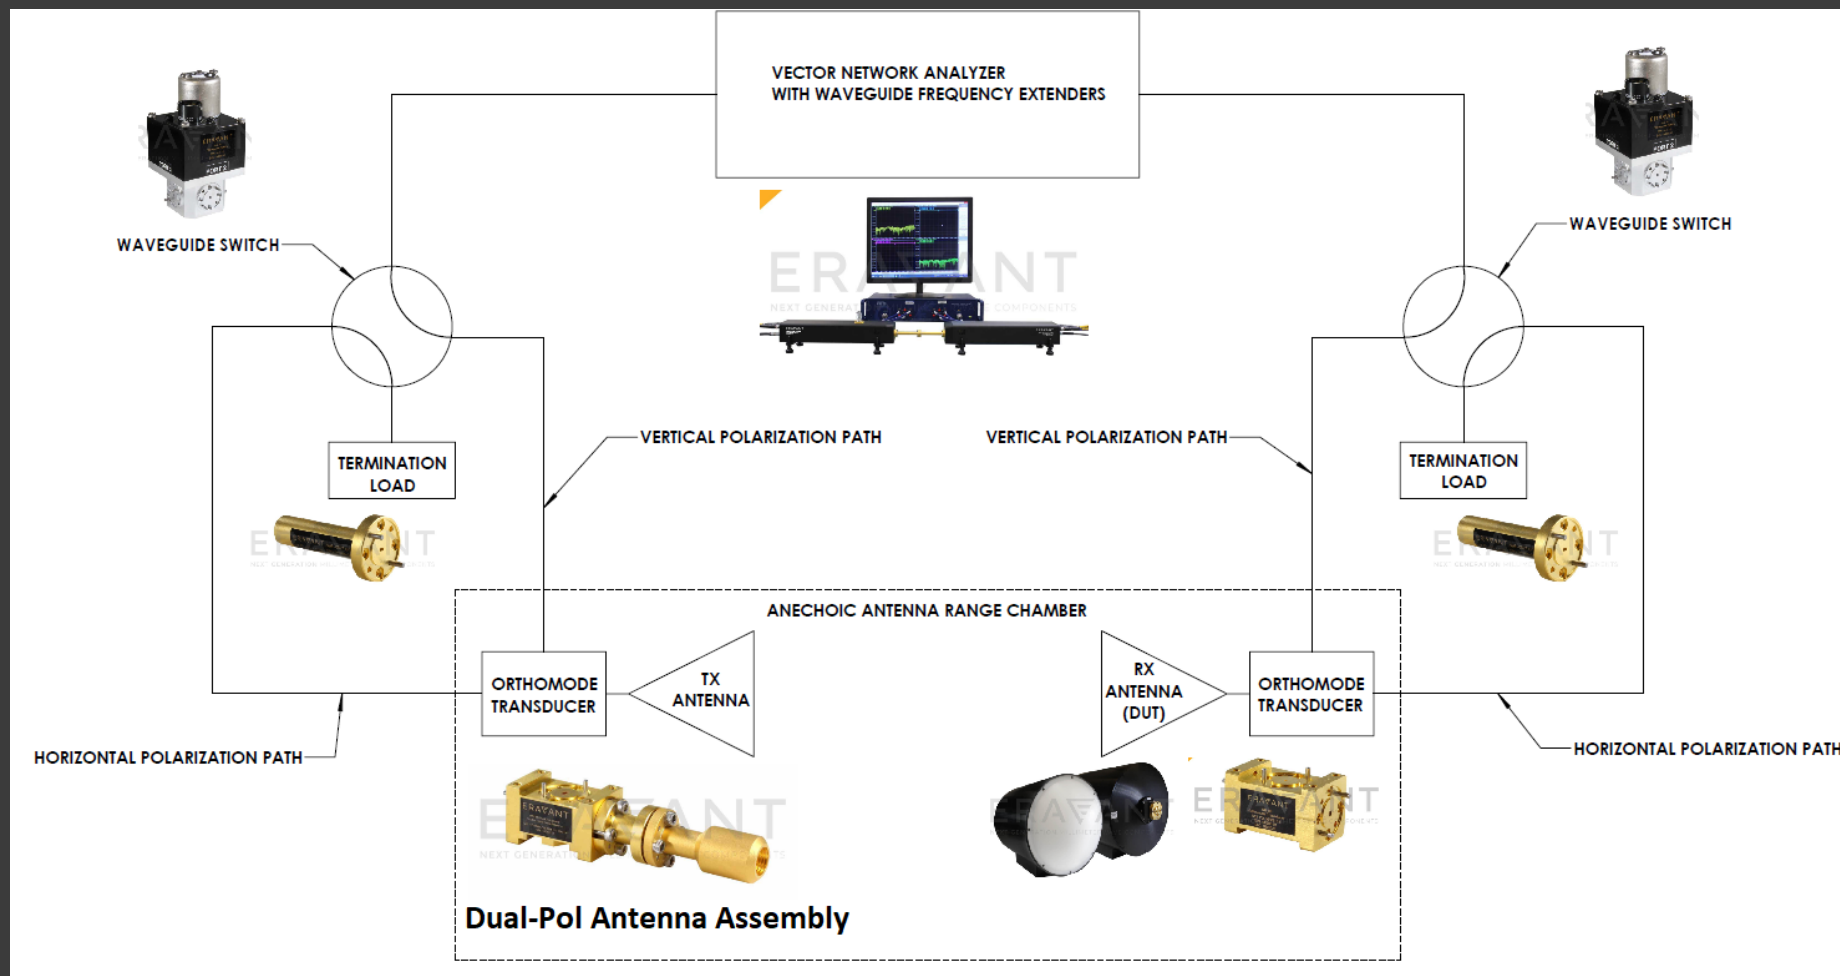 VECTOR NETWORK ANALYZER
WITH WAVEGUIDE FREQUENCY EXTENDERS
WAVEGUIDE SWITCH
WAVEGUIDE SWITCH
ERAVANT
TERMINATION
LOAD
VERTICAL POLARIZATION PATH
VERTICAL POLARIZATION PATH
TERMINATION
LOAD
ANECHOIC ANTENNA RANGE CHAMBER
ORTHOMODE
TRANSDUCER
TX
ANTENNA
RX
ANTENNA
(DUT)
ORTHOMODE
TRANSDUCER
HORIZONTAL POLARIZATION PATH
HORIZONTAL POLARIZATION PATH
ERAVANT
ERAVANT
Dual-Pol Antenna Assembly